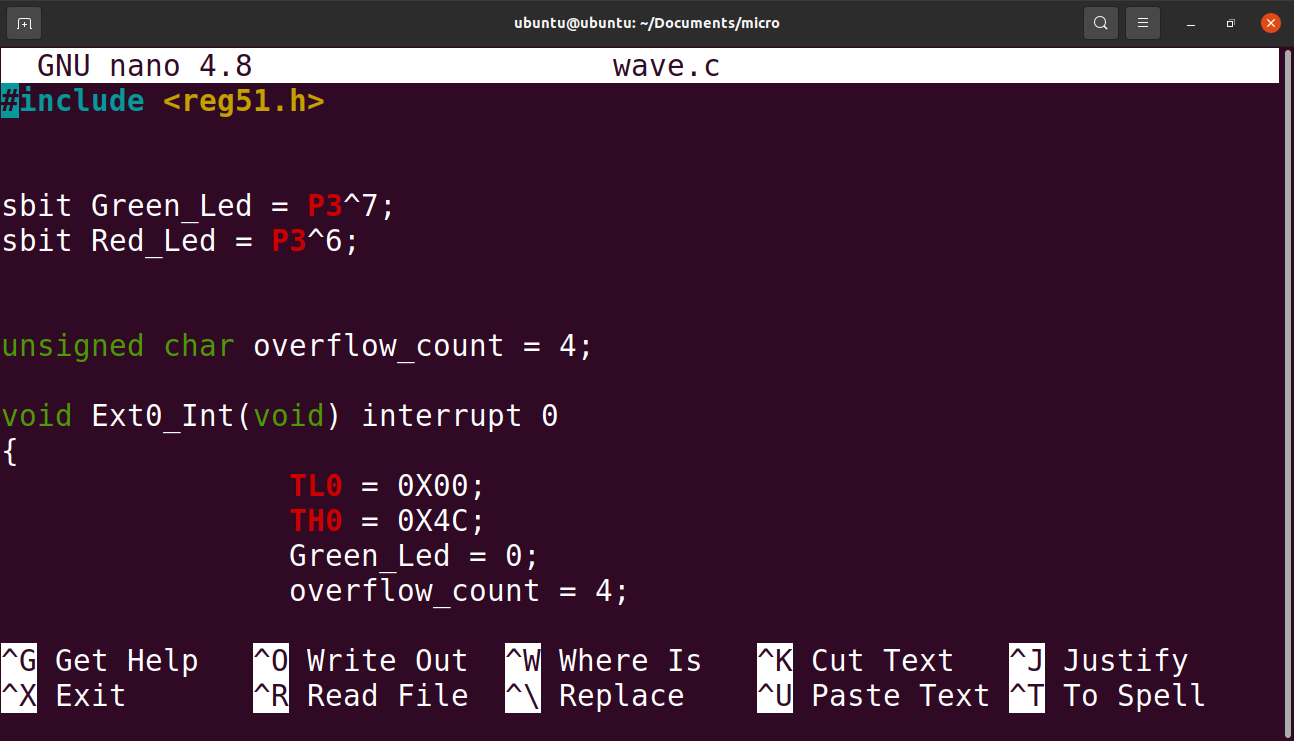 ubuntu@ubuntu: ~/Documents/micro
GNU nano 4.8 wave.c
#include <reg51.h>
sbit Green_Led = P3^7;
sbit Red_Led = P3^6;
unsigned char overflow_count = 4;
void Ext0_Int(void) interrupt 0
{
TL0 = 0X00;
TH0 = 0X4C;
Green_Led = 0;
overflow_count = 4;
^G Get Help ^O Write Out ^W Where Is ^K Cut Text ^J Justify
^X Exit ^R Read File ^\ Replace ^U Paste Text ^T To Spell